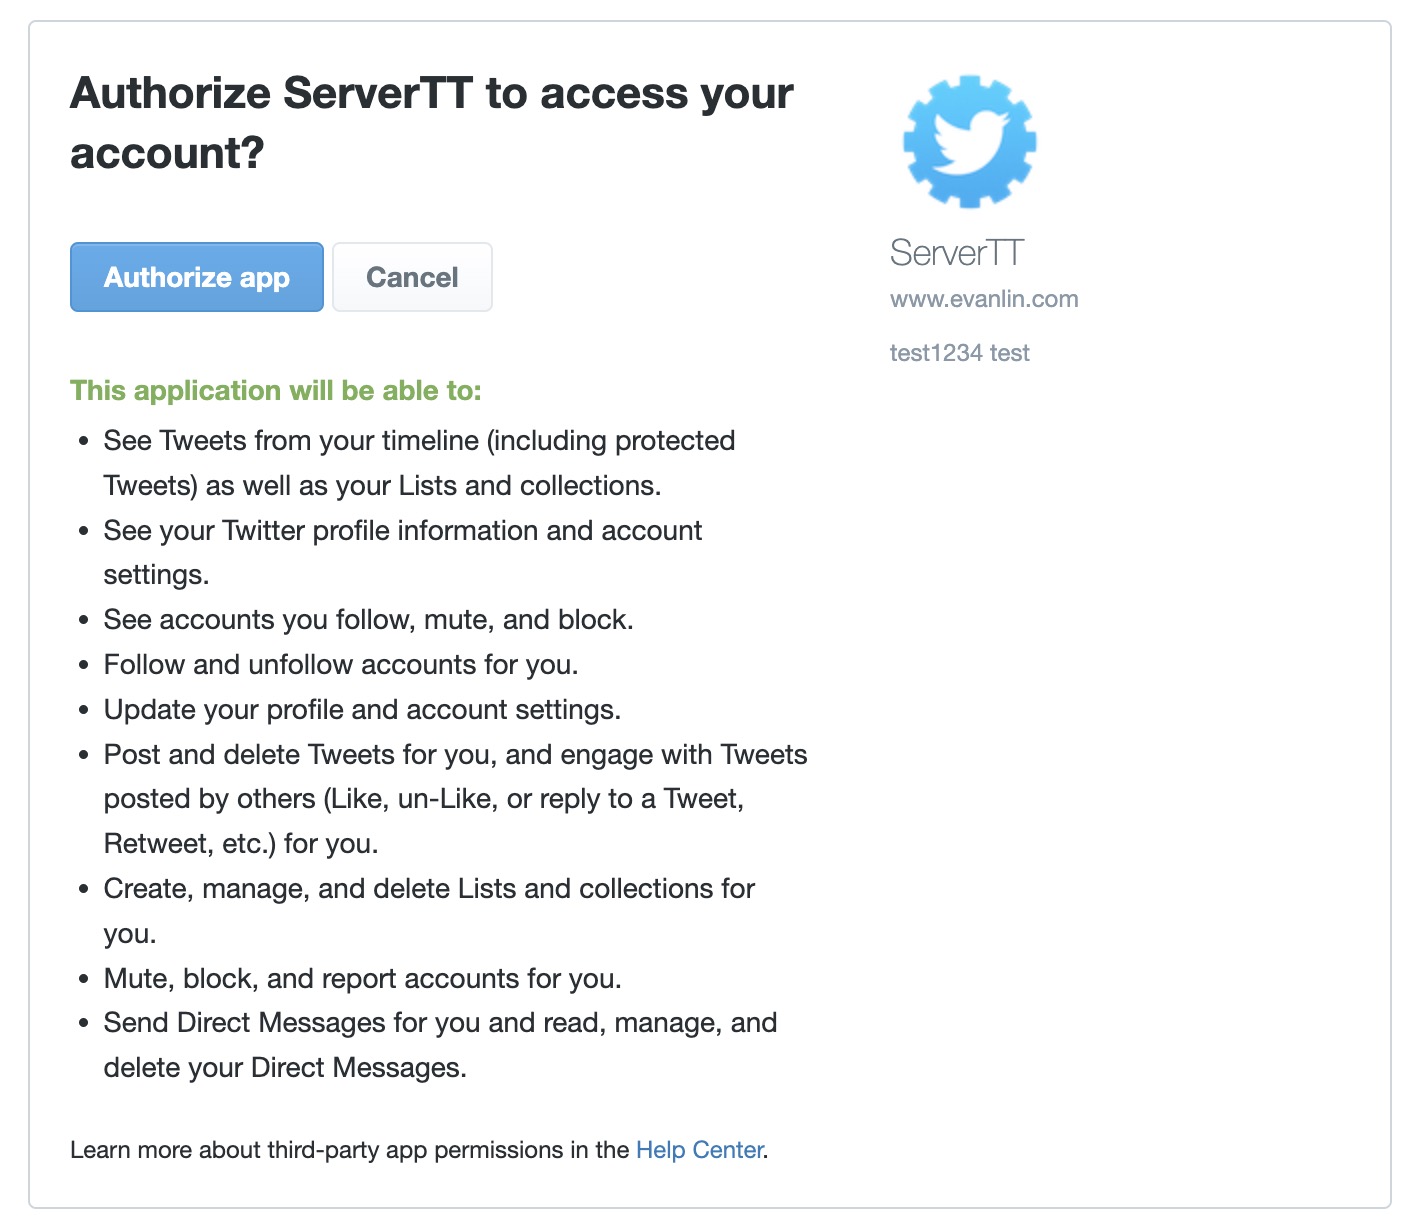 Authorize ServerTT to access your
account?
Authorize app
Cancel
This application will be able to:
• See Tweets from your timeline (including protected
Tweets) as well as your Lists and collections.
• See your Twitter profile information and account
settings.
• See accounts you follow, mute, and block.
• Follow and unfollow accounts for you.
• Update your profile and account settings.
• Post and delete Tweets for you, and engage with Tweets
posted by others (Like, un-Like, or reply to a Tweet,
Retweet, etc.) for you.
• Create, manage, and delete Lists and collections for
you.
• Mute, block, and report accounts for you.
• Send Direct Messages for you and read, manage, and
delete your Direct Messages.
Learn more about third-party app permissions in the Help Center.
ServerTT
www.evanlin.com
test1234 test